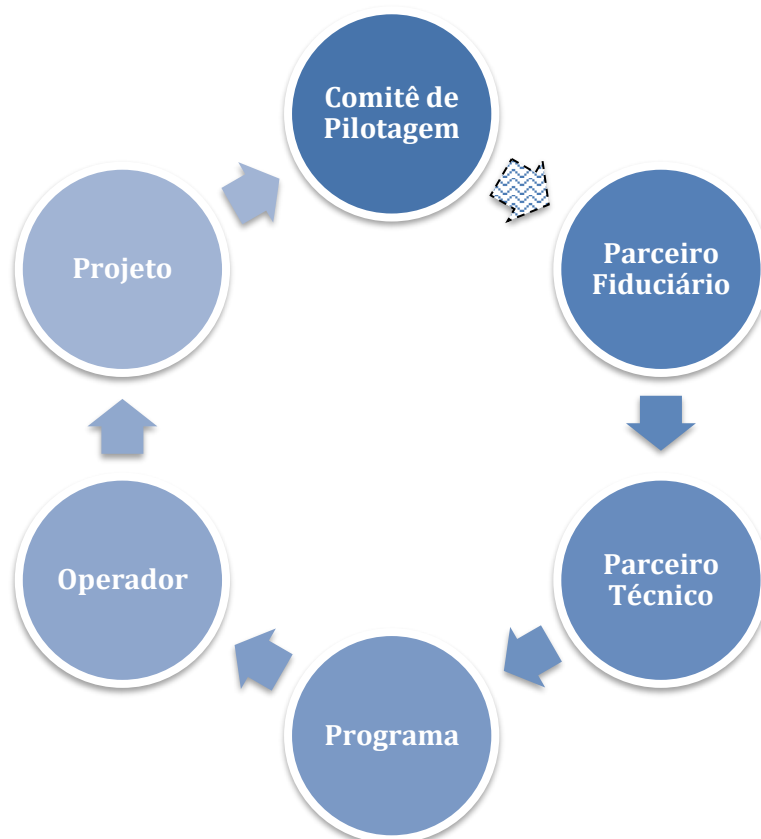 Comitê de
Pilotagem
Parceiro
Fiduciário
Parceiro
Técnico
Programa
Operador
Projeto